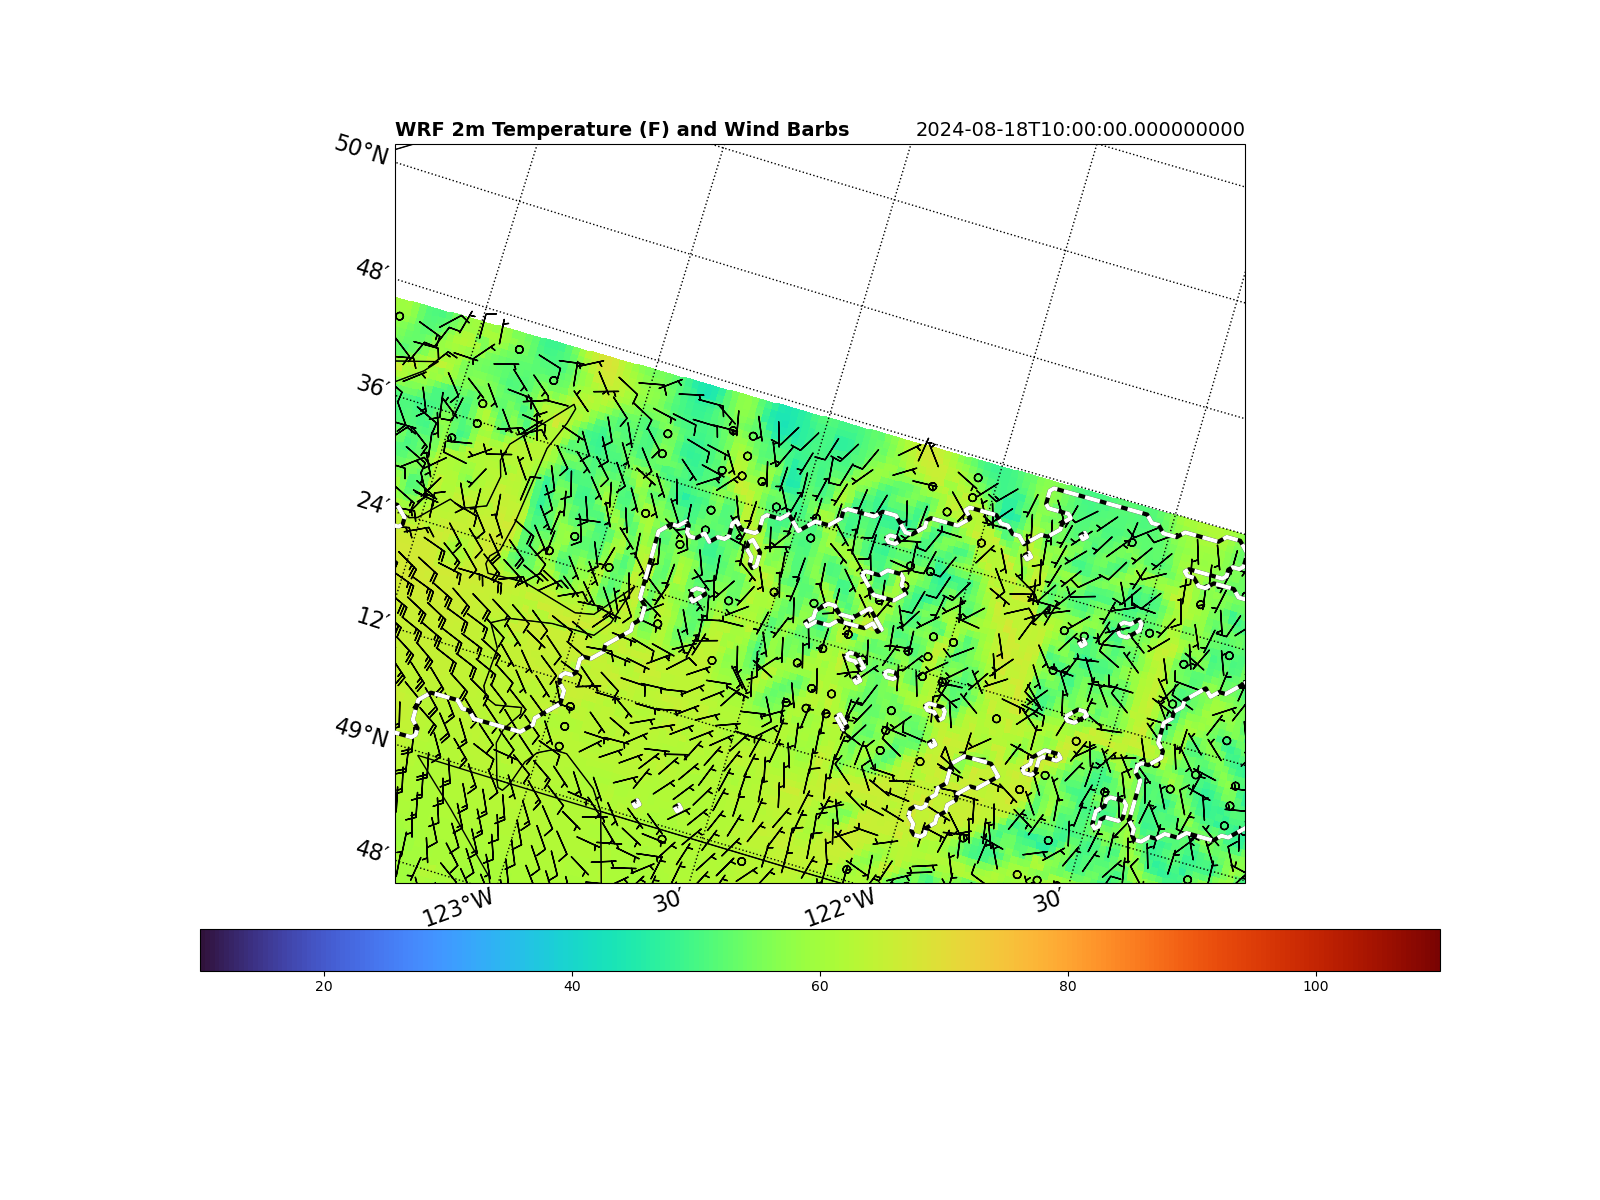 WRF 2m Temperature (F) and Wind Barbs 2024-08-18T10:00:00.000000000
50°N
48′
36′
24′
12′
49°N
48′
123°W 30′ 122°W 30′
20 40 60 80 100